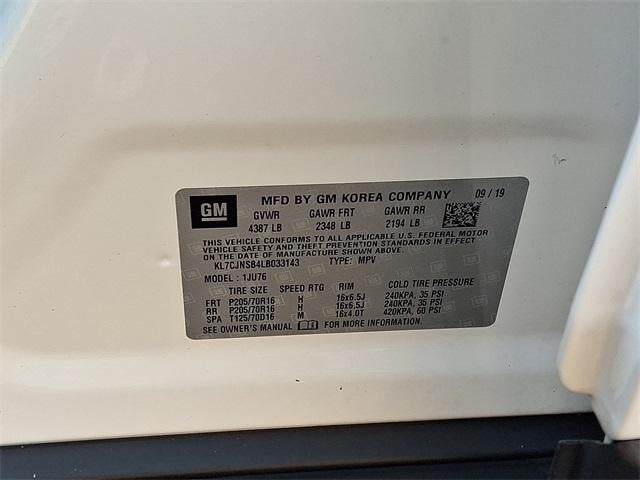 GM MFD BY GM KOREA COMPANY 09 / 19
GVWR GAWR FRT GAWR RR
4387 LB 2348 LB 2194 LB
THIS VEHICLE CONFORMS TO ALL APPLICABLE U.S. FEDERAL MOTOR
VEHICLE SAFETY AND THEFT PREVENTION STANDARDS IN EFFECT
ON THE DATE OF MANUFACTURE SHOWN ABOVE.
KL7CJNSB4LB033143 TYPE: MPV
MODEL : 1JU76
TIRE SIZE SPEED RTG RIM COLD TIRE PRESSURE
FRT P205/70R16 H 16x6.5J 240KPA, 35 PSI
RR P205/70R16 H 16x6.5J 240KPA, 35 PSI
SPA T125/70D16 M 16x4.0T 420KPA, 60 PSI
SEE OWNER'S MANUAL FOR MORE INFORMATION.